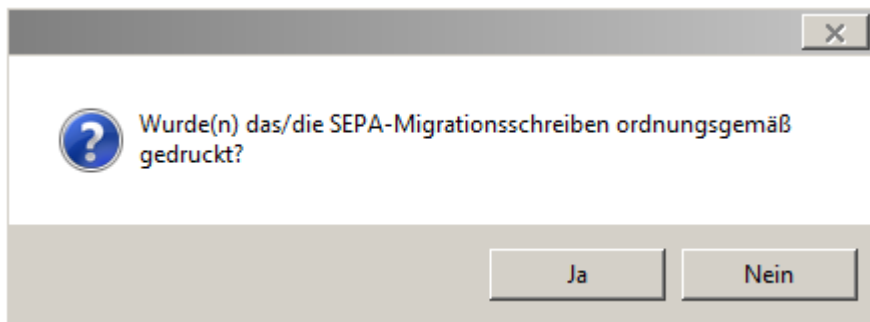 Wurde(n) das/die SEPA-Migrationsschreiben ordnungsgemäß
gedruckt?
Ja
Nein